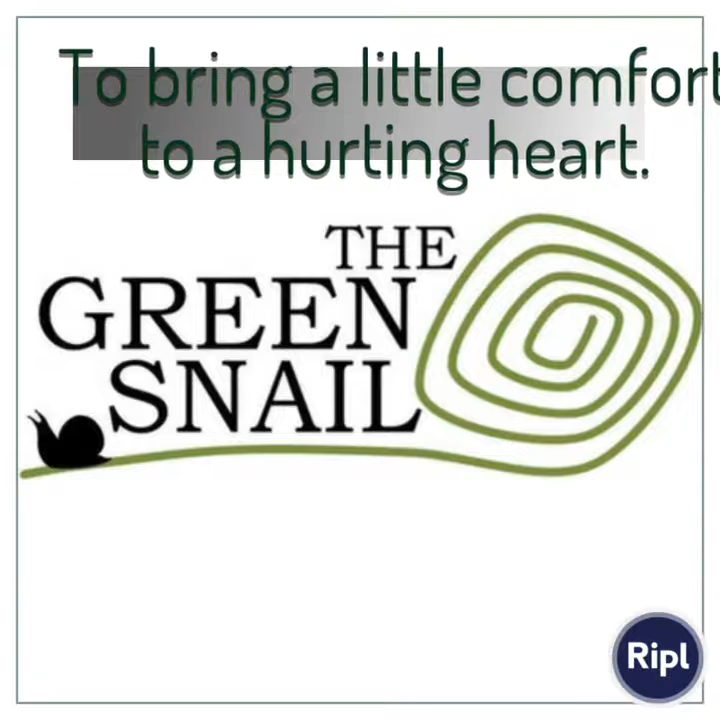 To bring a little comfort
to a hurting heart.
THE
GREEN
SNAIL
Ripl